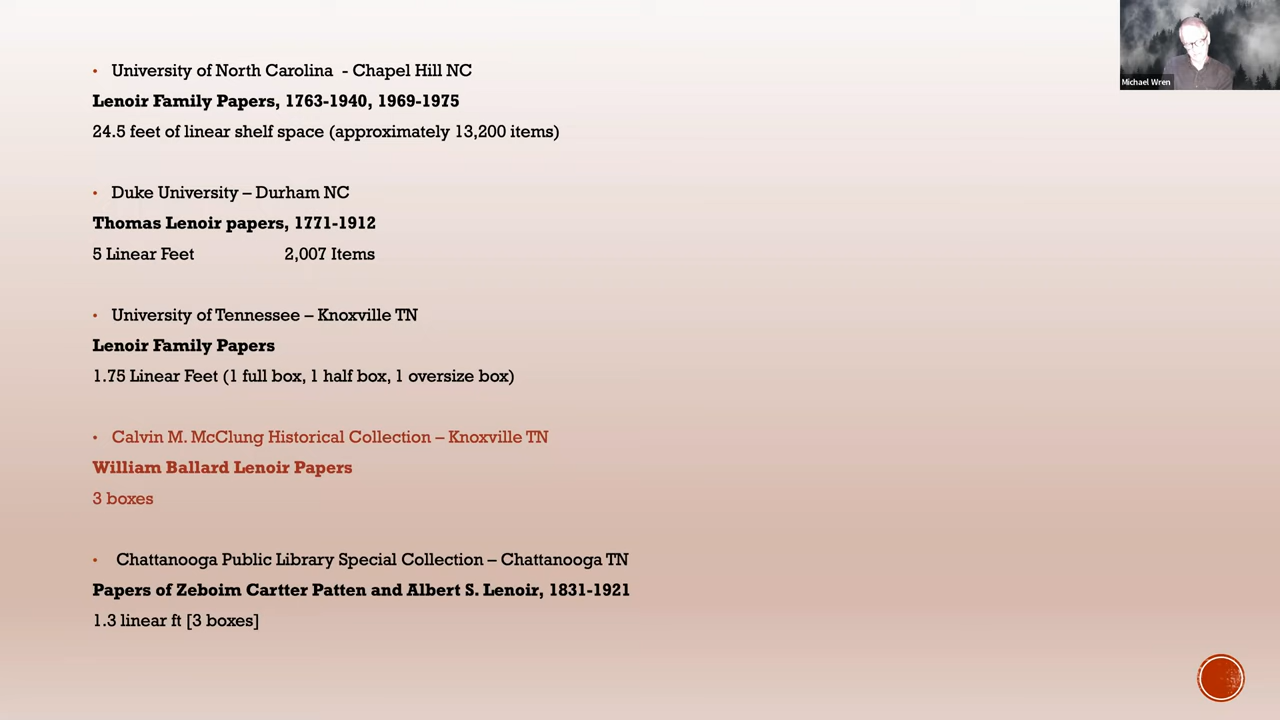 • University of North Carolina - Chapel Hill NC
Lenoir Family Papers, 1763-1940, 1969-1975
24.5 feet of linear shelf space (approximately 13,200 items)
• Duke University – Durham NC
Thomas Lenoir papers, 1771-1912
5 Linear Feet 2,007 Items
• University of Tennessee – Knoxville TN
Lenoir Family Papers
1.75 Linear Feet (1 full box, 1 half box, 1 oversize box)
• Calvin M. McClung Historical Collection – Knoxville TN
William Ballard Lenoir Papers
3 boxes
• Chattanooga Public Library Special Collection – Chattanooga TN
Papers of Zeboim Cartter Patten and Albert S. Lenoir, 1831-1921
1.3 linear ft [3 boxes]
Michael Wren